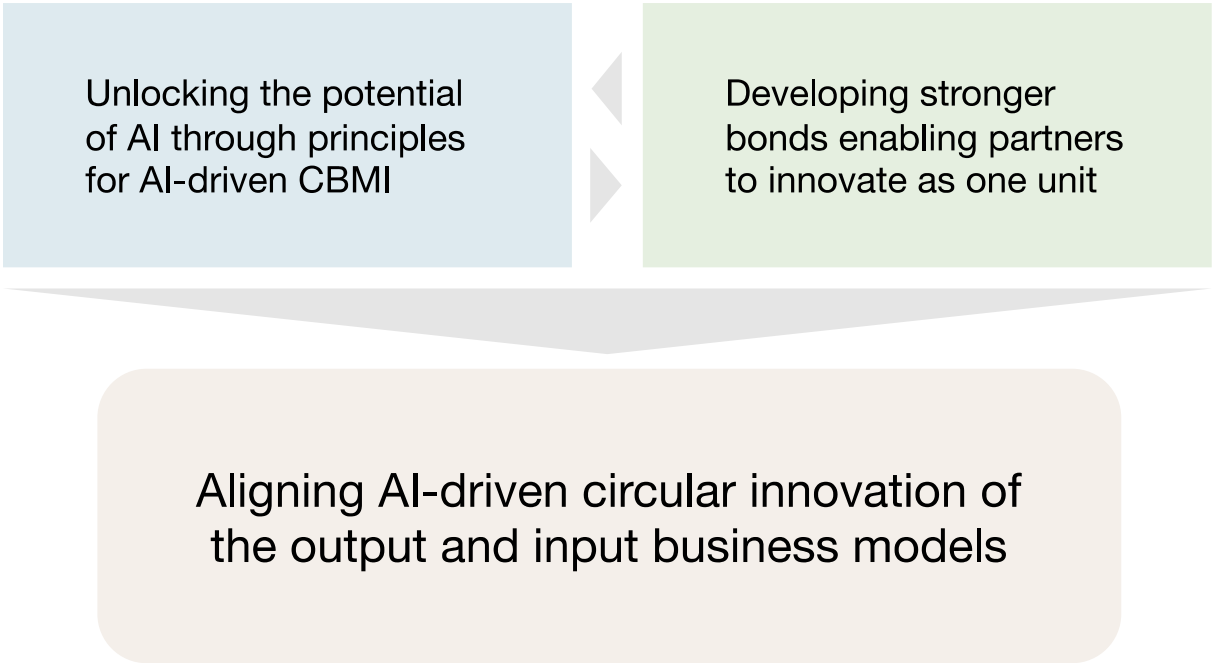 Unlocking the potential
of AI through principles
for AI-driven CBMI
Developing stronger
bonds enabling partners
to innovate as one unit
Aligning AI-driven circular innovation of
the output and input business models